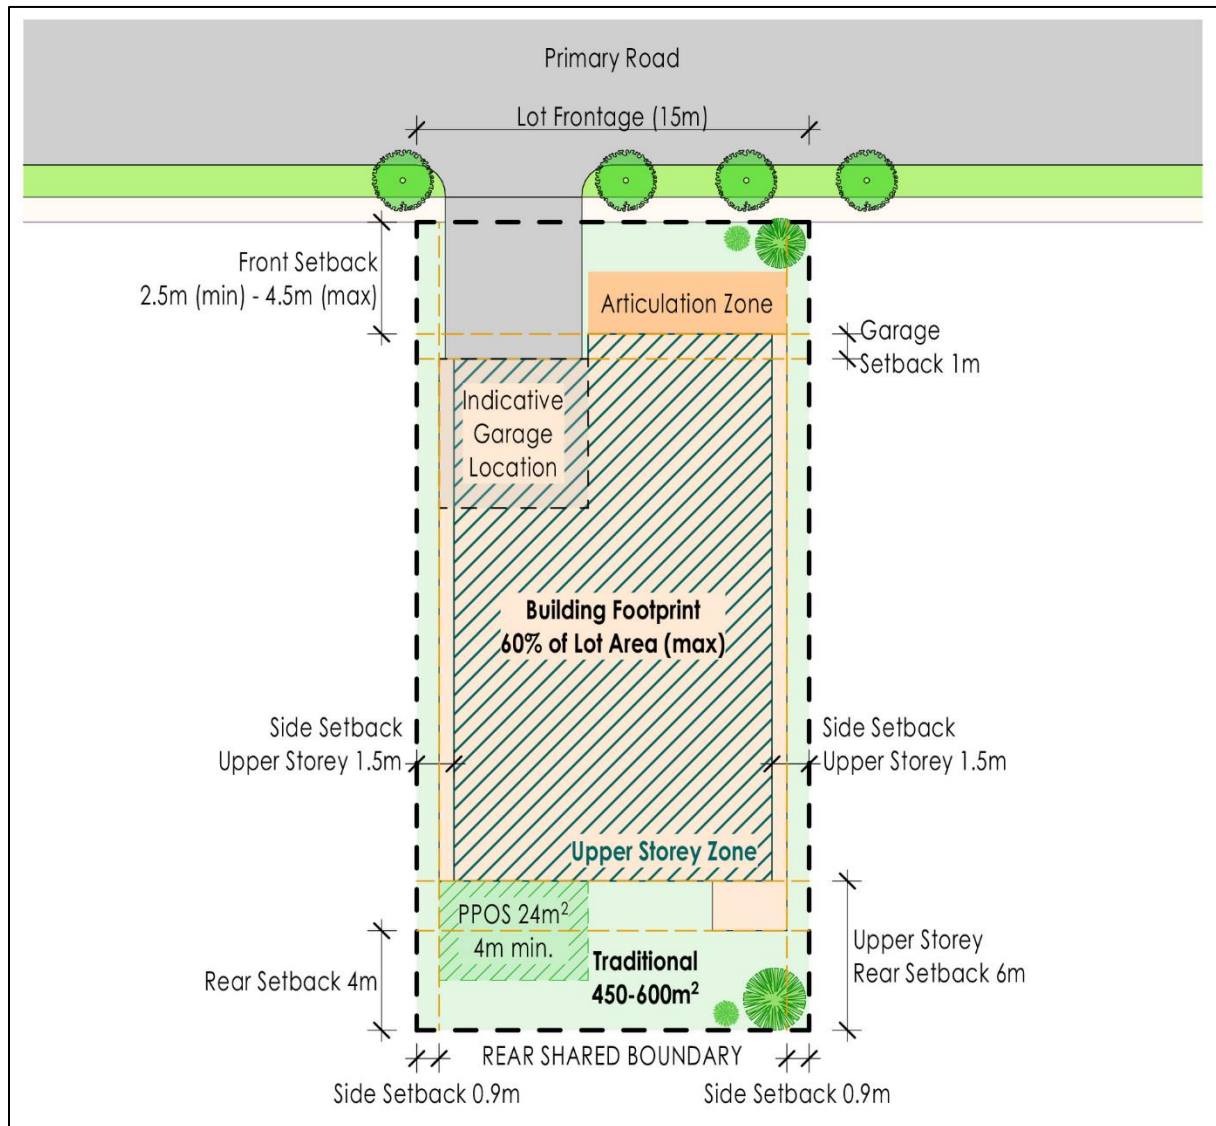 Primary Road
Lot Frontage (15m)
Front Setback
2.5m (min) - 4.5m (max)
Articulation Zone
Garage
Setback 1m
Indicative
Garage
Location
Building Footprint
60% of Lot Area (max)
Side Setback
Upper Storey 1.5m
Side Setback
Upper Storey 1.5m
Upper Storey Zone
PPOS 24m²
4m min.
Rear Setback 4m
Traditional
450-600m²
Upper Storey
Rear Setback 6m
REAR SHARED BOUNDARY
Side Setback 0.9m
Side Setback 0.9m